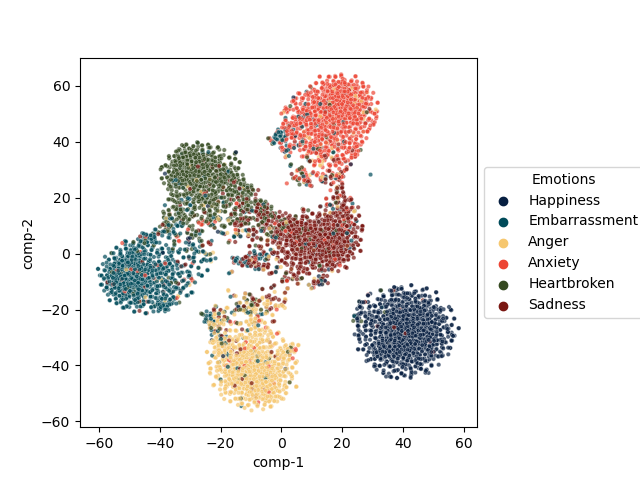 60
40
20
0
−20
−40
−60
comp-2
−60
−40
−20
0
20
40
60
comp-1
Emotions
Happiness
Embarrassment
Anger
Anxiety
Heartbroken
Sadness